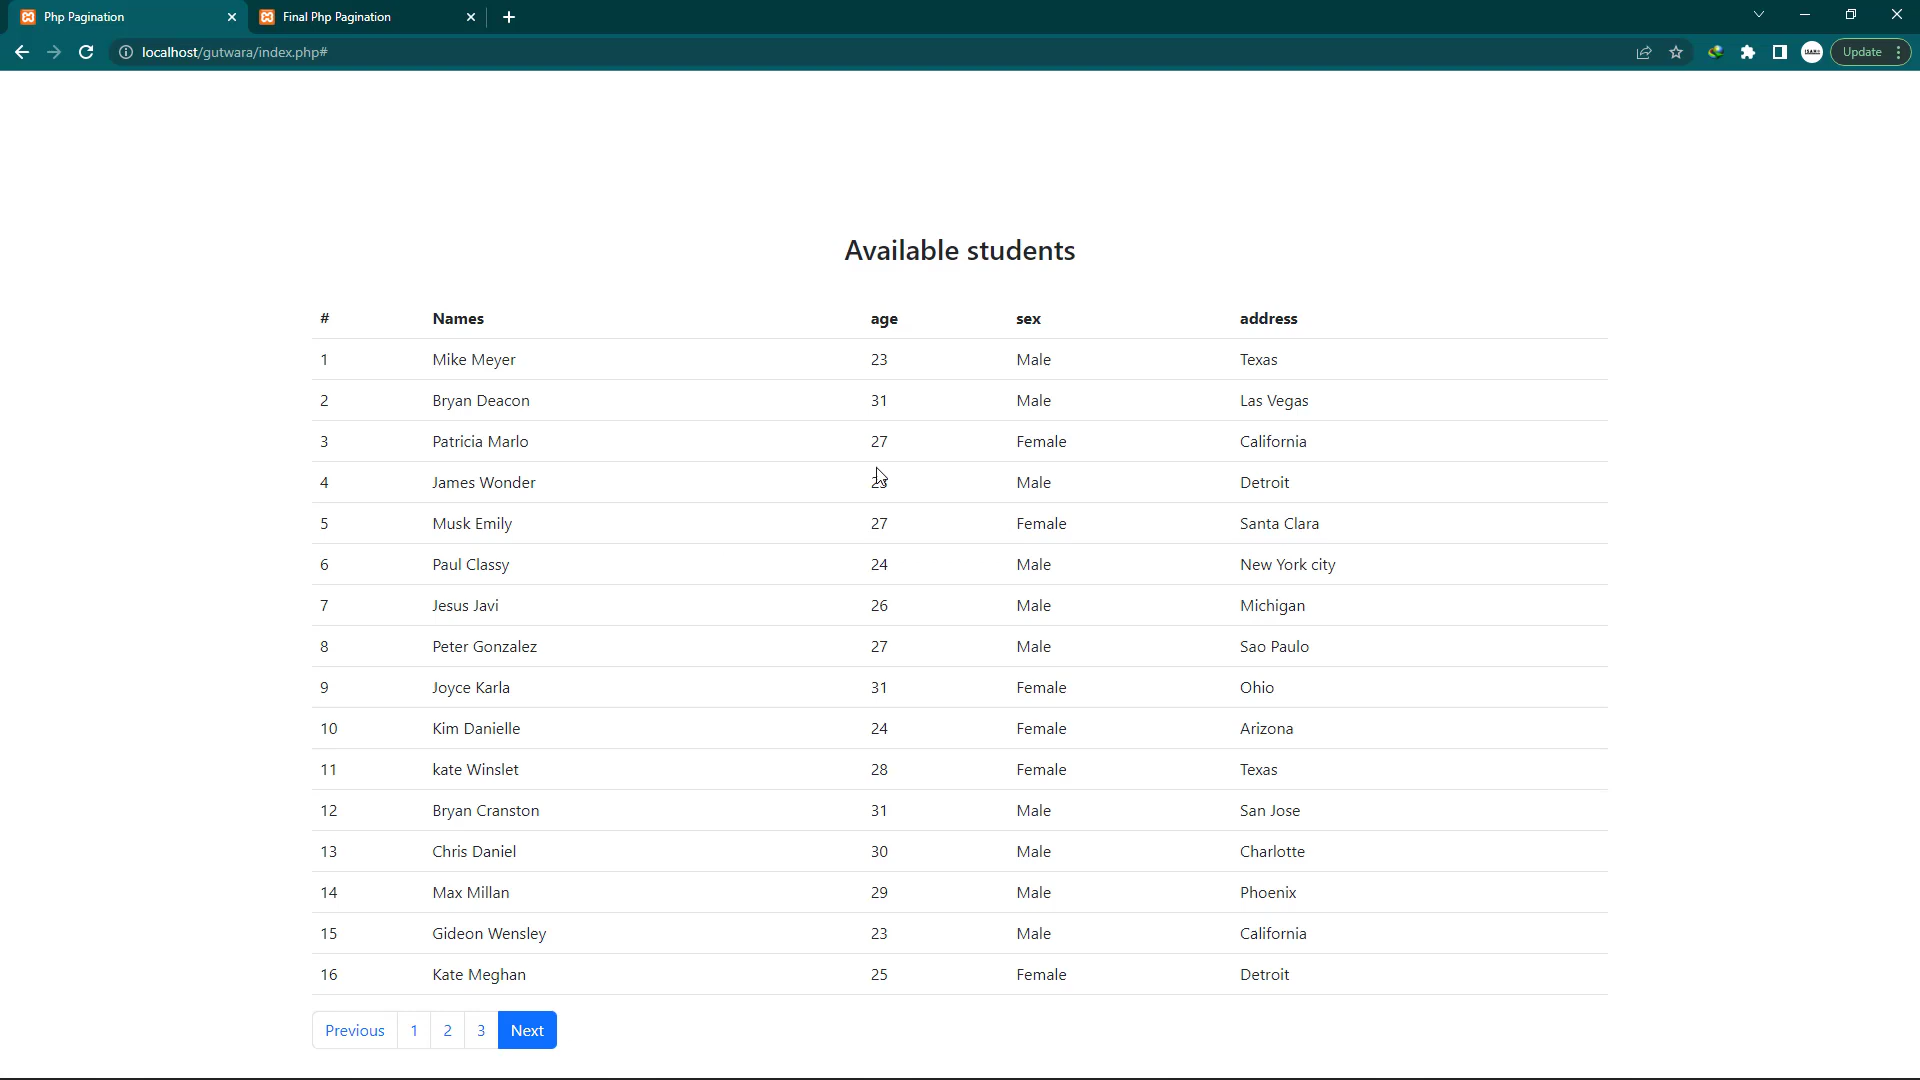 Php Pagination
Final Php Pagination
localhost/gutwara/index.php#
Update
Available students
# Names age sex address
1 Mike Meyer 23 Male Texas
2 Bryan Deacon 31 Male Las Vegas
3 Patricia Marlo 27 Female California
4 James Wonder Male Detroit
5 Musk Emily 27 Female Santa Clara
6 Paul Classy 24 Male New York city
7 Jesus Javi 26 Male Michigan
8 Peter Gonzalez 27 Male Sao Paulo
9 Joyce Karla 31 Female Ohio
10 Kim Danielle 24 Female Arizona
11 kate Winslet 28 Female Texas
12 Bryan Cranston 31 Male San Jose
13 Chris Daniel 30 Male Charlotte
14 Max Millan 29 Male Phoenix
15 Gideon Wensley 23 Male California
16 Kate Meghan 25 Female Detroit
Previous 1 2 3 Next